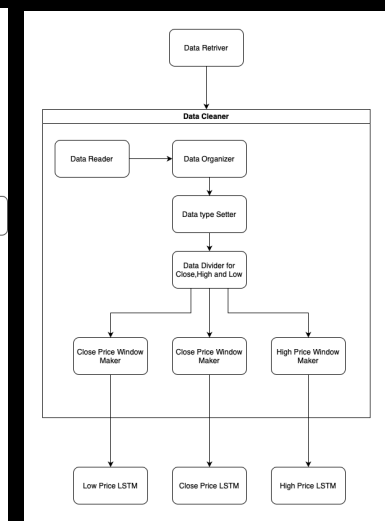 Data Retriver
Data Cleaner
Data Reader
Data Organizer
Data type Setter
Data Divider for
Close,High and Low
Close Price Window
Maker
Close Price Window
Maker
High Price Window
Maker
Low Price LSTM
Close Price LSTM
High Price LSTM